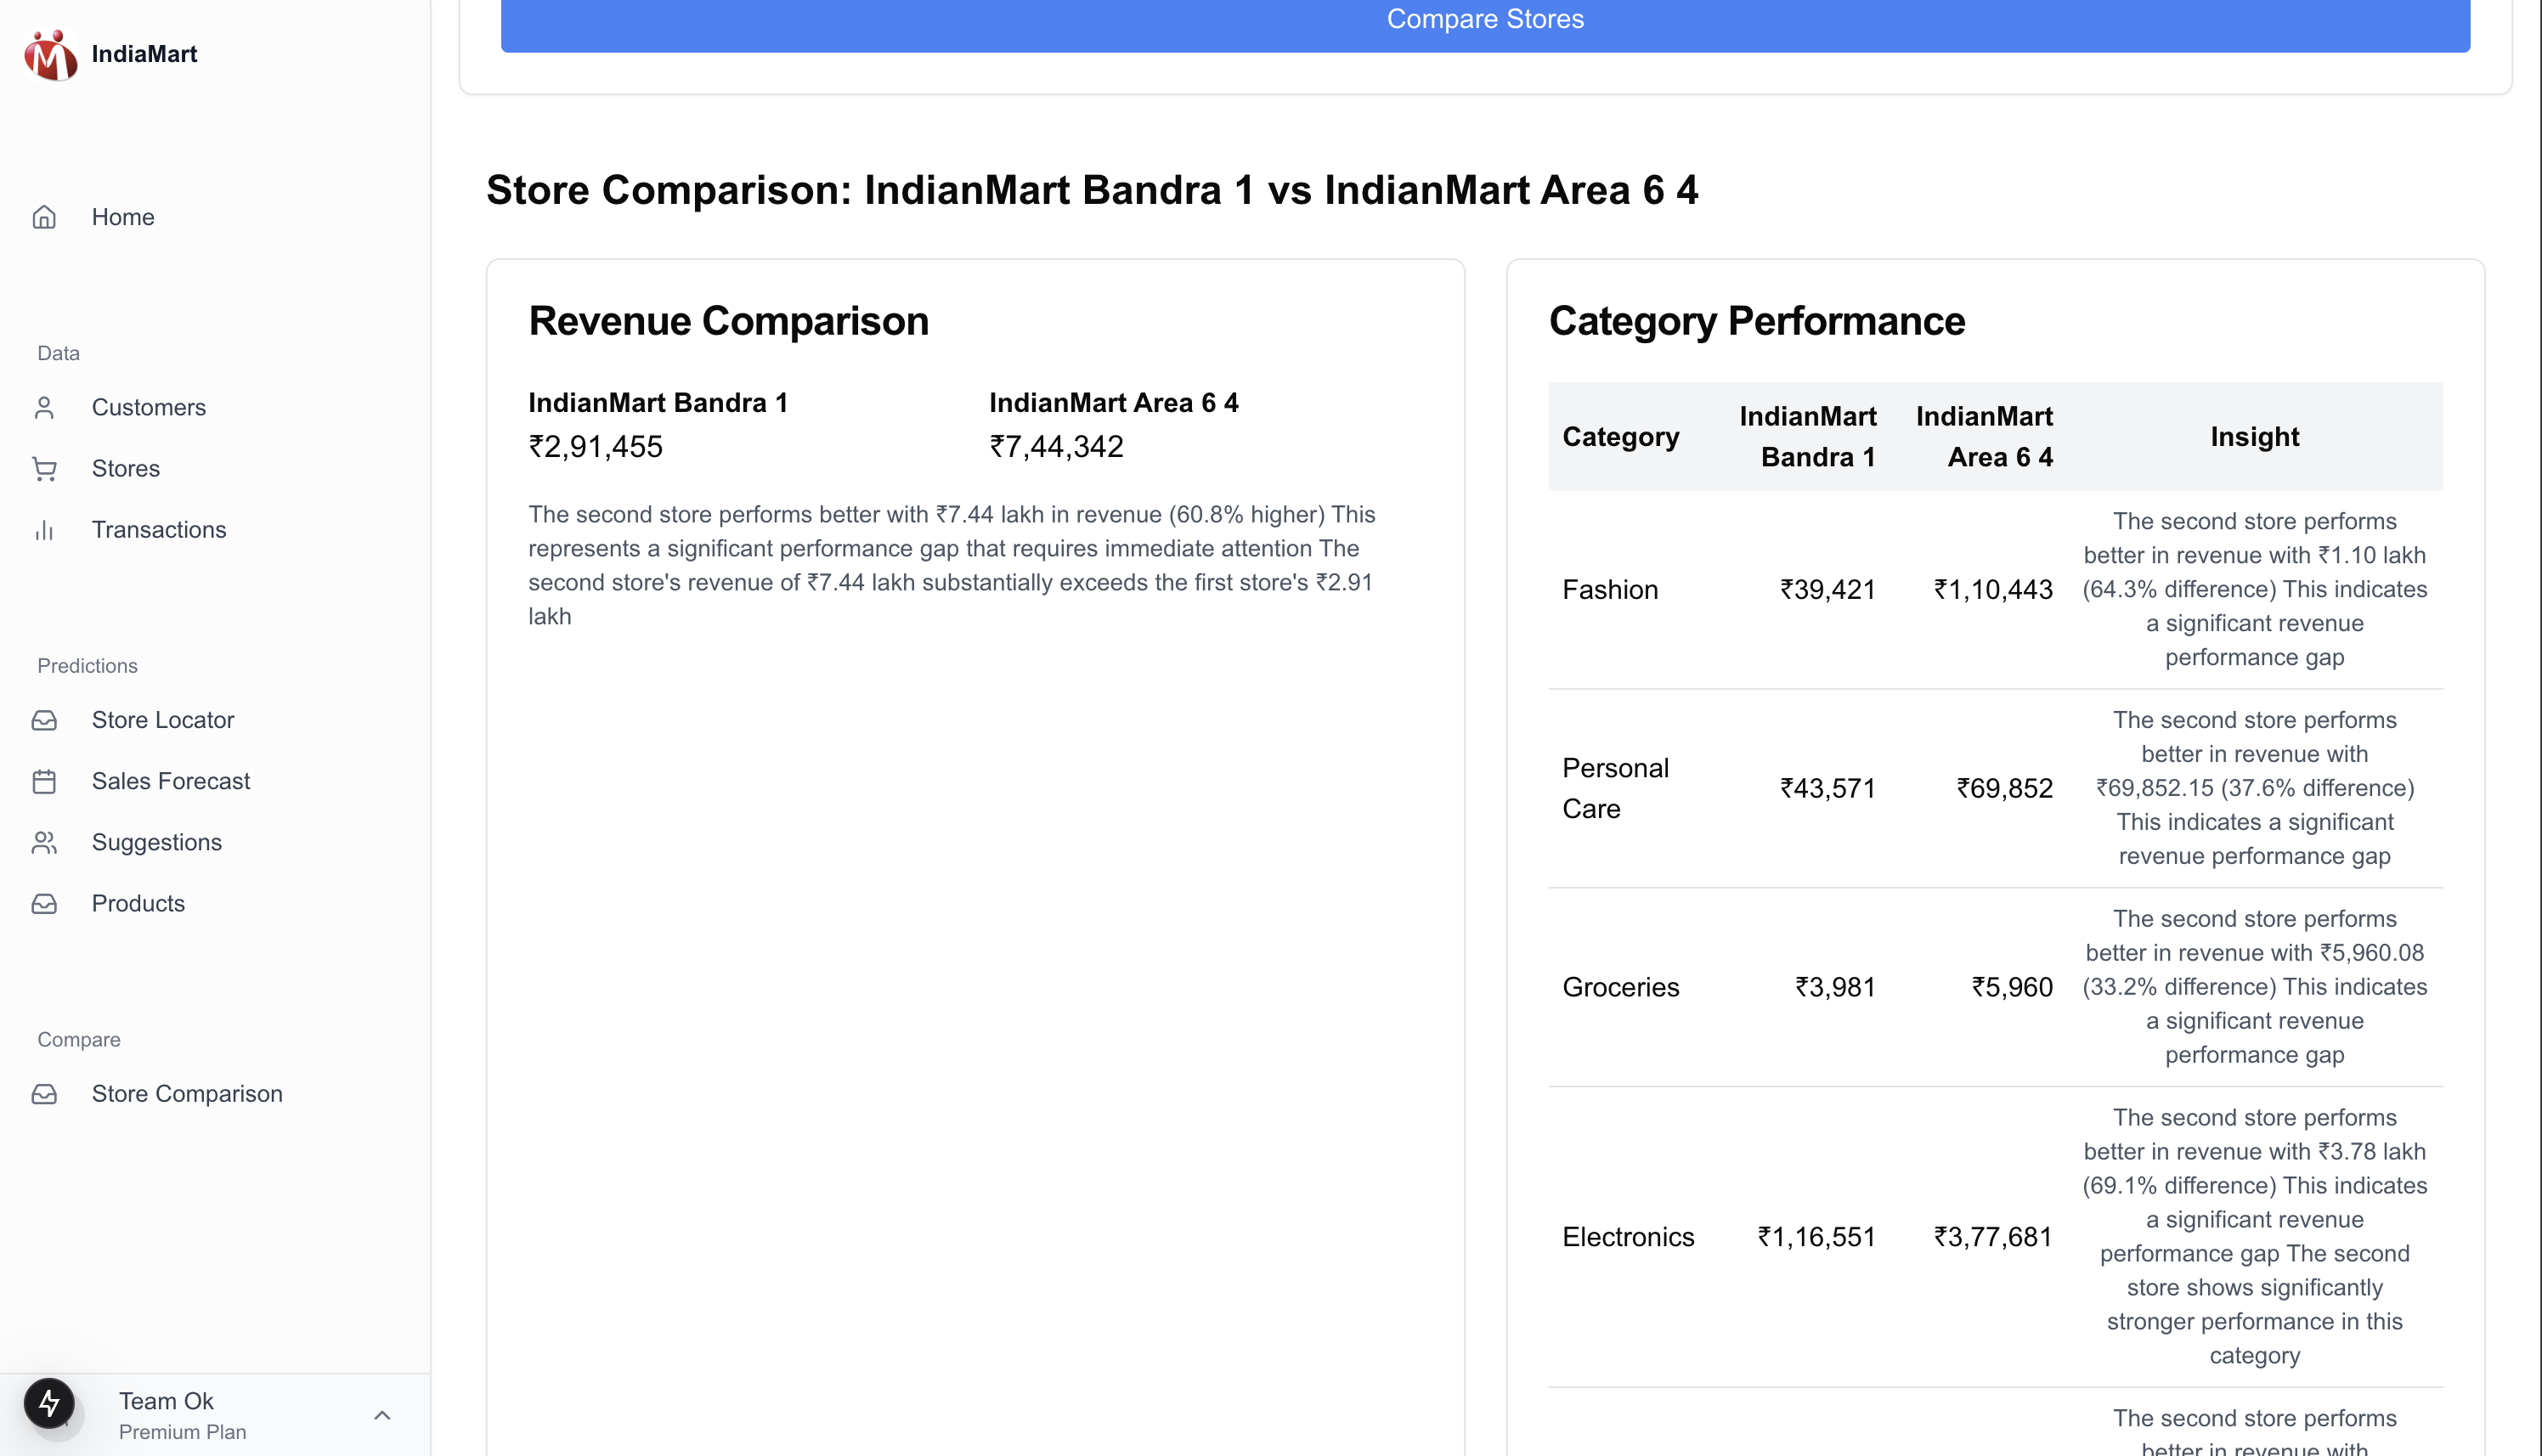 IndiaMart
Home
Data
Customers
Stores
Transactions
Predictions
Store Locator
Sales Forecast
Suggestions
Products
Compare
Store Comparison
Team Ok
Premium Plan
Compare Stores
Store Comparison: IndianMart Bandra 1 vs IndianMart Area 6 4
Revenue Comparison
IndianMart Bandra 1
₹2,91,455
IndianMart Area 6 4
₹7,44,342
The second store performs better with ₹7.44 lakh in revenue (60.8% higher) This
represents a significant performance gap that requires immediate attention The
second store's revenue of ₹7.44 lakh substantially exceeds the first store's ₹2.91
lakh
Category Performance
Category
IndianMart
Bandra 1
IndianMart
Area 6 4
Insight
Fashion
₹39,421
₹1,10,443
The second store performs
better in revenue with ₹1.10 lakh
(64.3% difference) This indicates
a significant revenue
performance gap
Personal
Care
₹43,571
₹69,852
The second store performs
better in revenue with
₹69,852.15 (37.6% difference)
This indicates a significant
revenue performance gap
Groceries
₹3,981
₹5,960
The second store performs
better in revenue with ₹5,960.08
(33.2% difference) This indicates
a significant revenue
performance gap
Electronics
₹1,16,551
₹3,77,681
The second store performs
better in revenue with ₹3.78 lakh
(69.1% difference) This indicates
a significant revenue
performance gap The second
store shows significantly
stronger performance in this
category
The second store performs
better in revenue with